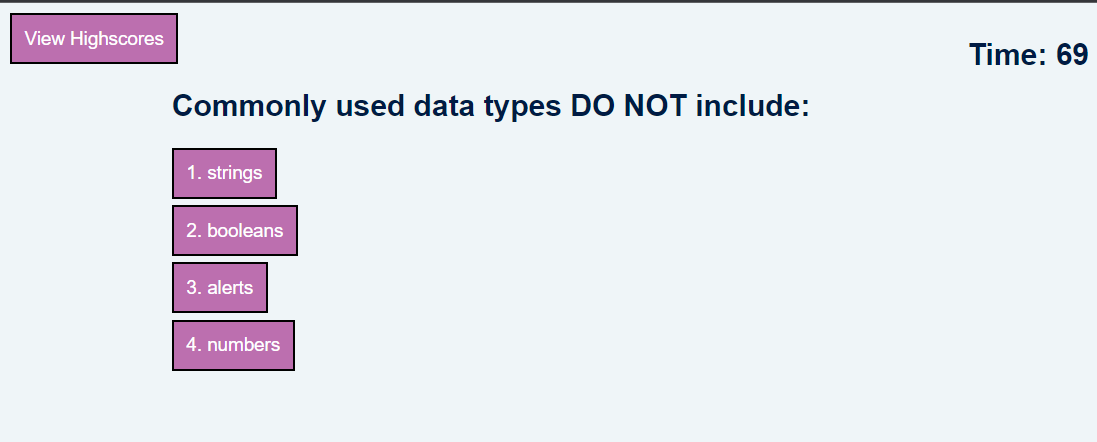 View Highscores
Time: 69
Commonly used data types DO NOT include:
1. strings
2. booleans
3. alerts
4. numbers